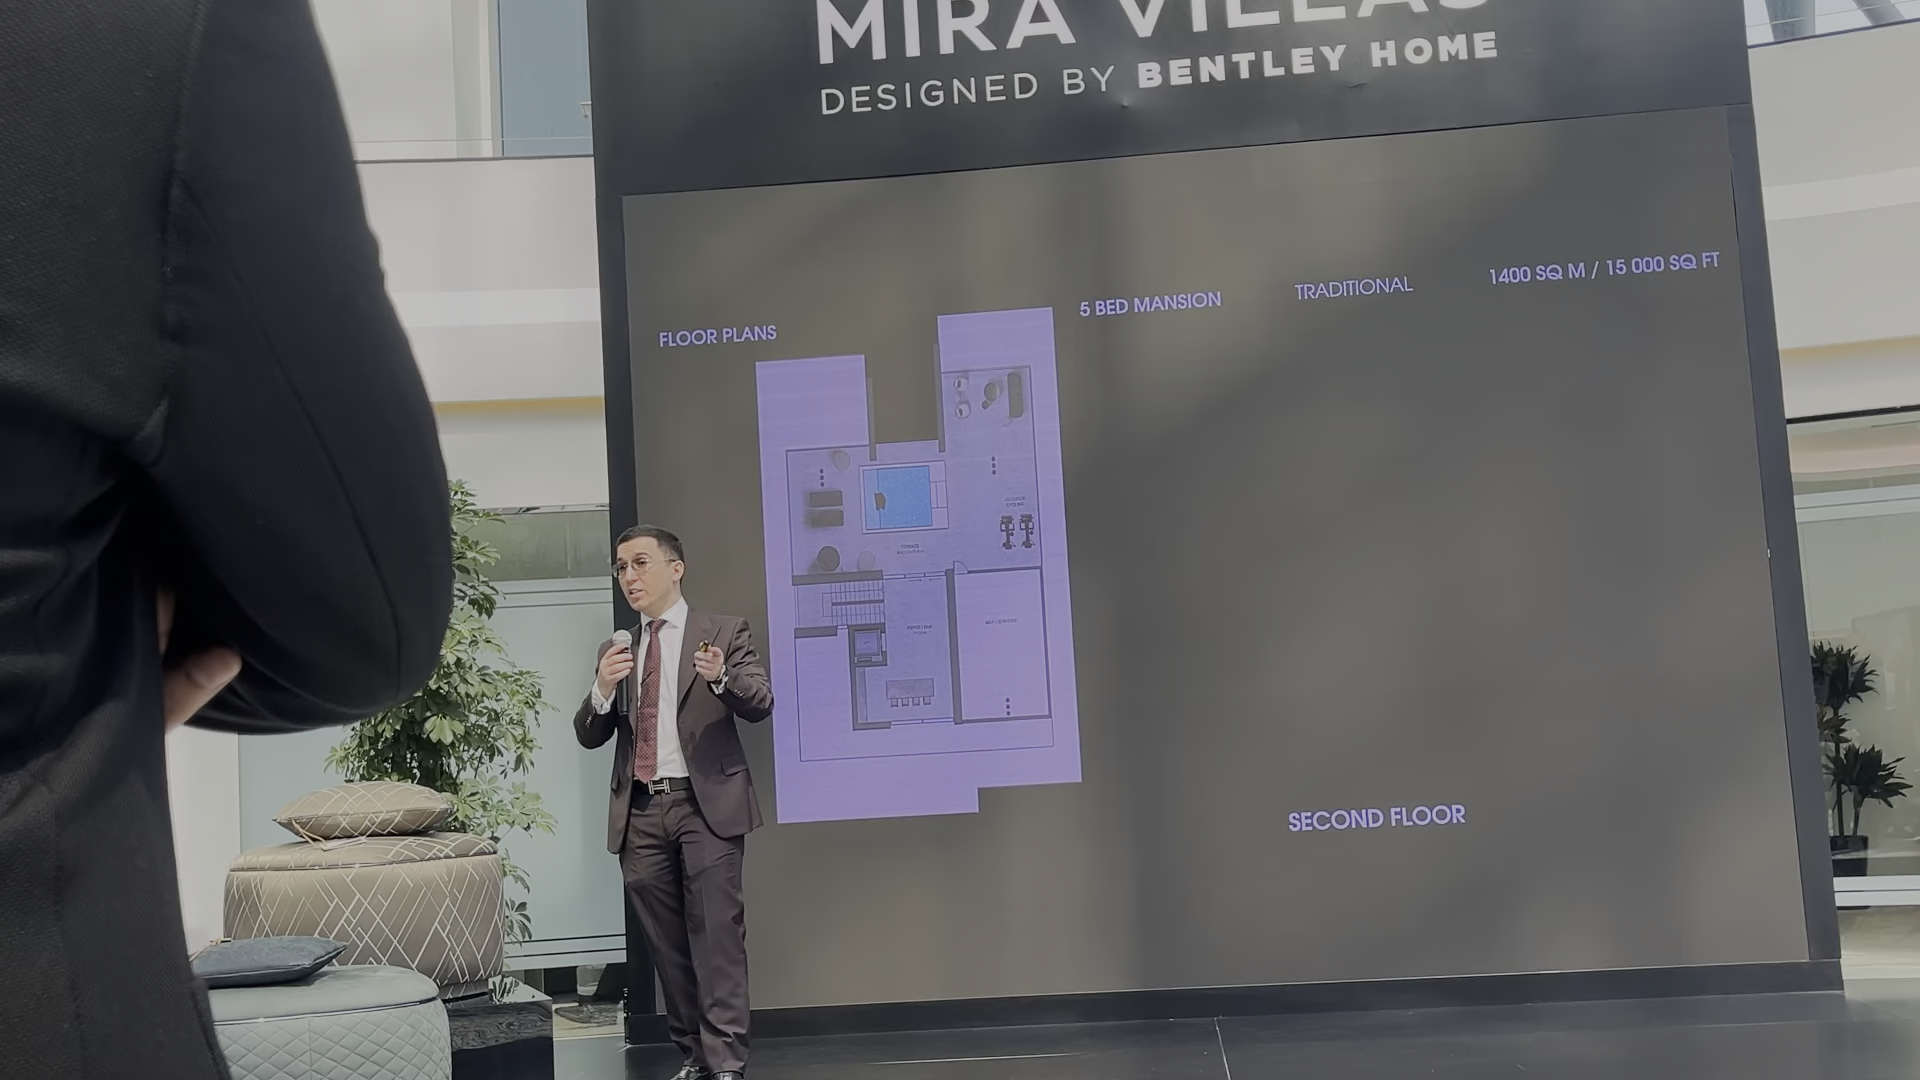 MIRA VILLAS
DESIGNED BY BENTLEY HOME
FLOOR PLANS
5 BED MANSION
TRADITIONAL
1400 SQ M / 15 000 SQ FT
SECOND FLOOR